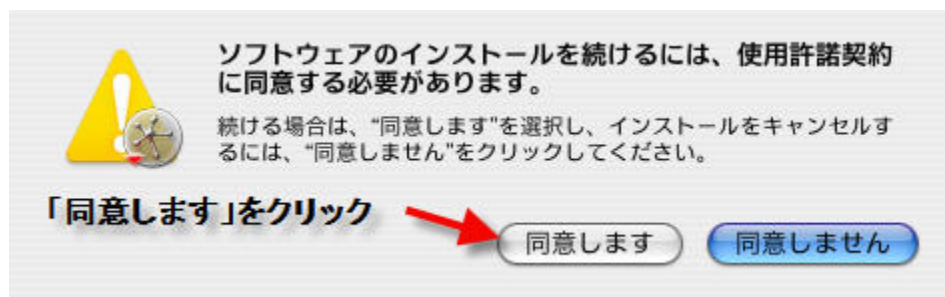 ソフトウェアのインストールを続けるには、使用許諾契約
に同意する必要があります。
続ける場合は、“同意します”を選択し、インストールをキャンセルす
るには、“同意しません”をクリックしてください。
「同意します」をクリック
同意します
同意しません